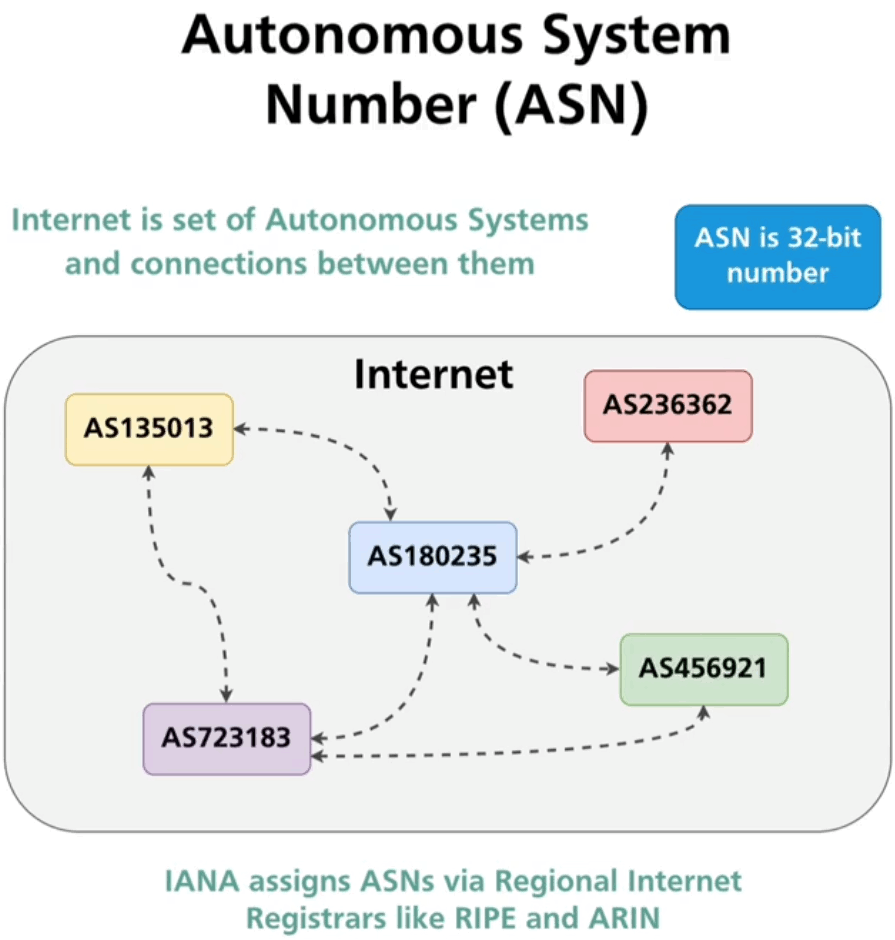 Autonomous System
Number (ASN)
Internet is set of Autonomous Systems
and connections between them
ASN is 32-bit
number
Internet
AS135013
AS236362
AS180235
AS456921
AS723183
IANA assigns ASNs via Regional Internet
Registrars like RIPE and ARIN